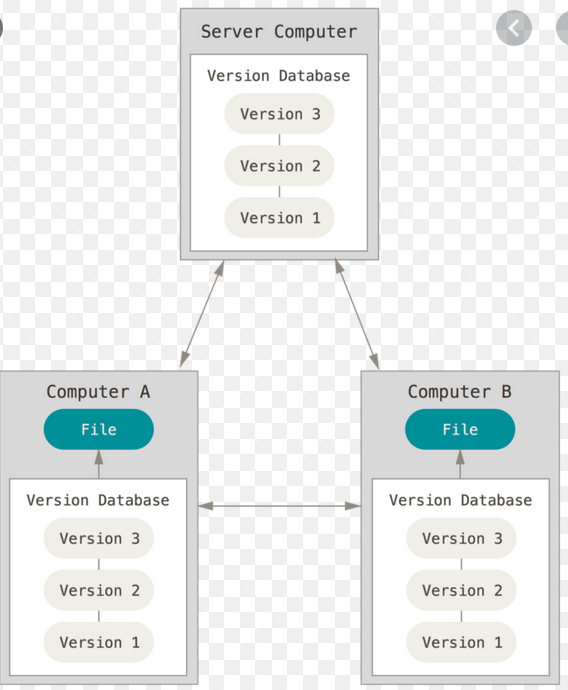 Server Computer
Version Database
Version 3
Version 2
Version 1
Computer A
File
Version Database
Version 3
Version 2
Version 1
Computer B
File
Version Database
Version 3
Version 2
Version 1